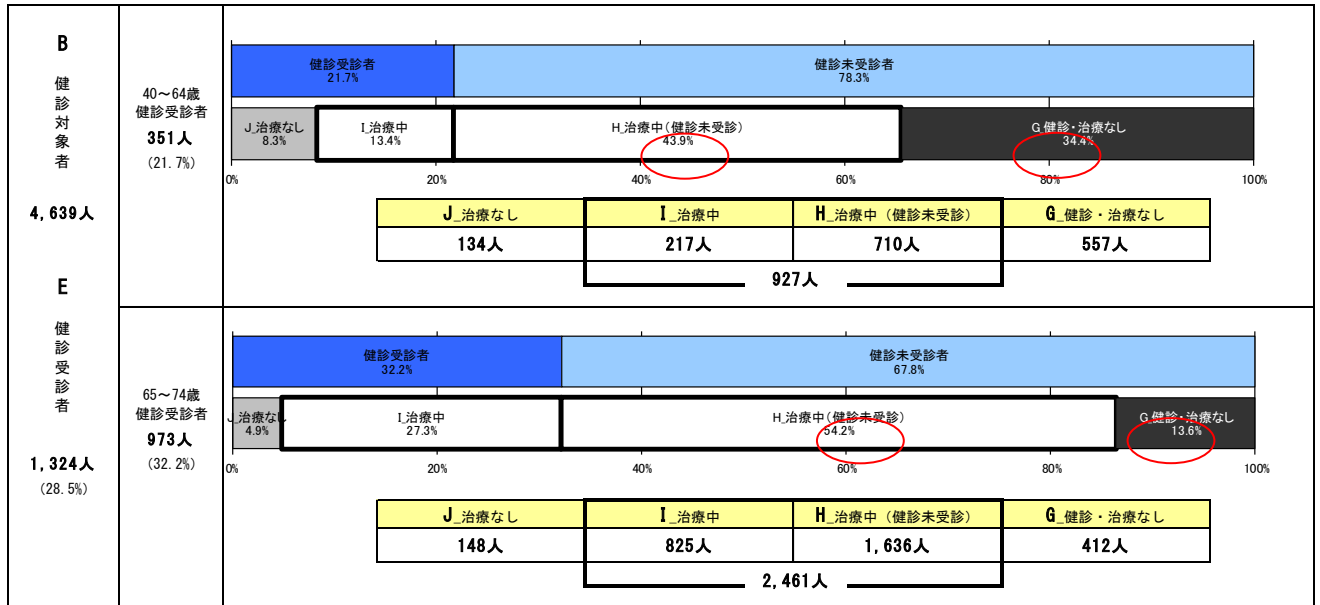 B
健
診
対
象
者
4,639人
E
健
診
受
診
者
1,324人
(28.5%)
40～64歳
健診受診者
351人
(21.7%)
健診受診者
21.7%
健診未受診者
78.3%
J_治療なし
8.3%
I_治療中
13.4%
H_治療中(健診未受診)
43.9%
G_健診・治療なし
34.4%
0% 20% 40% 60% 80% 100%
J_治療なし I_治療中 H_治療中（健診未受診） G_健診・治療なし
134人 217人 710人 557人
927人
65～74歳
健診受診者
973人
(32.2%)
健診受診者
32.2%
健診未受診者
67.8%
J_治療なし
4.9%
I_治療中
27.3%
H_治療中(健診未受診)
54.2%
G_健診・治療なし
13.6%
0% 20% 40% 60% 80% 100%
J_治療なし I_治療中 H_治療中（健診未受診） G_健診・治療なし
148人 825人 1,636人 412人
2,461人